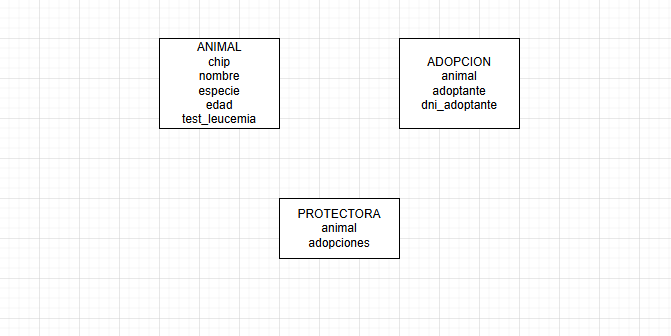 ANIMAL
chip
nombre
especie
edad
test_leucemia
ADOPCION
animal
adoptante
dni_adoptante
PROTECTORA
animal
adopciones